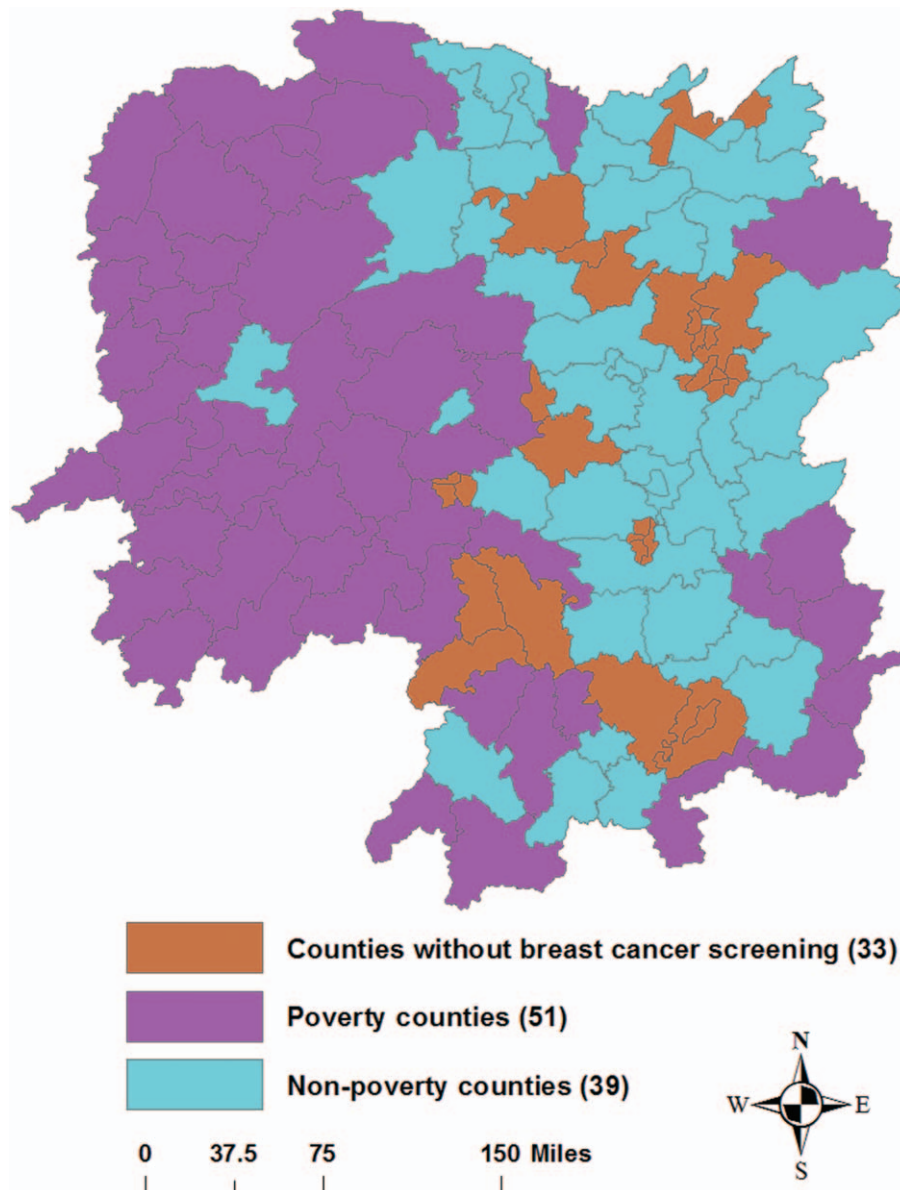 Counties without breast cancer screening (33)
Poverty counties (51)
Non-poverty counties (39)
N
W E
S
0 37.5 75 150 Miles